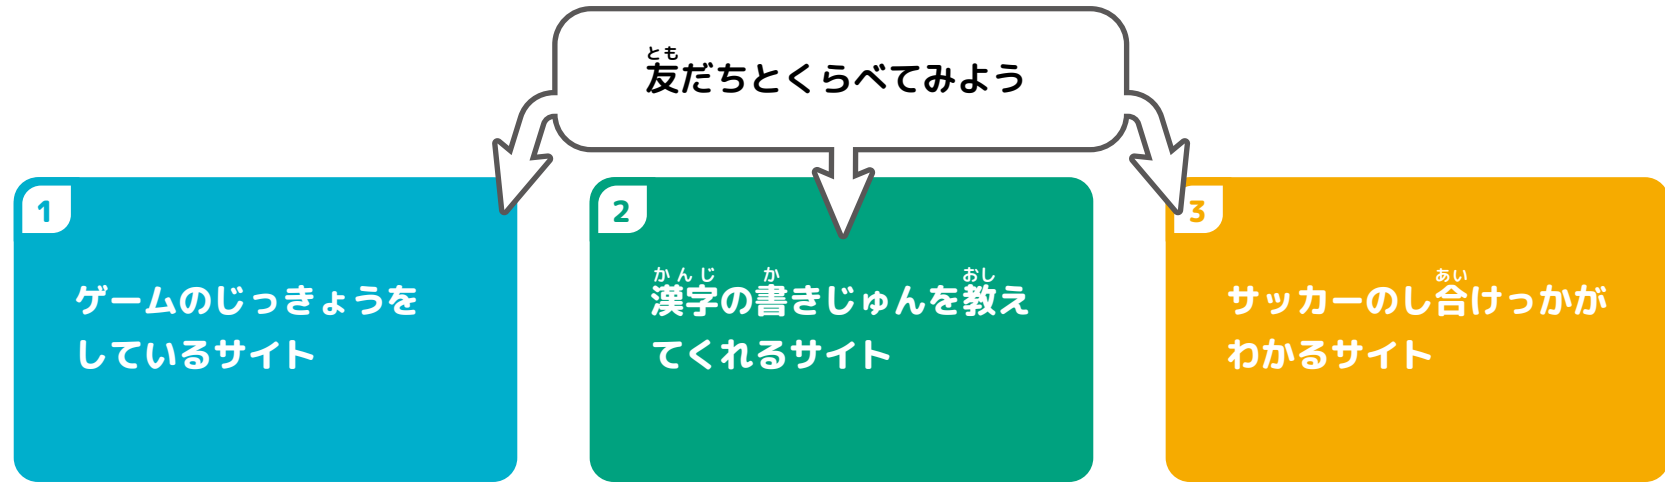 友だちとくらべてみよう
とも
1
ゲームのじっきょうを
しているサイト
2
かんじ か おし
漢字の書きじゅんを教え
てくれるサイト
3
あい
サッカーのし合けっかが
わかるサイト